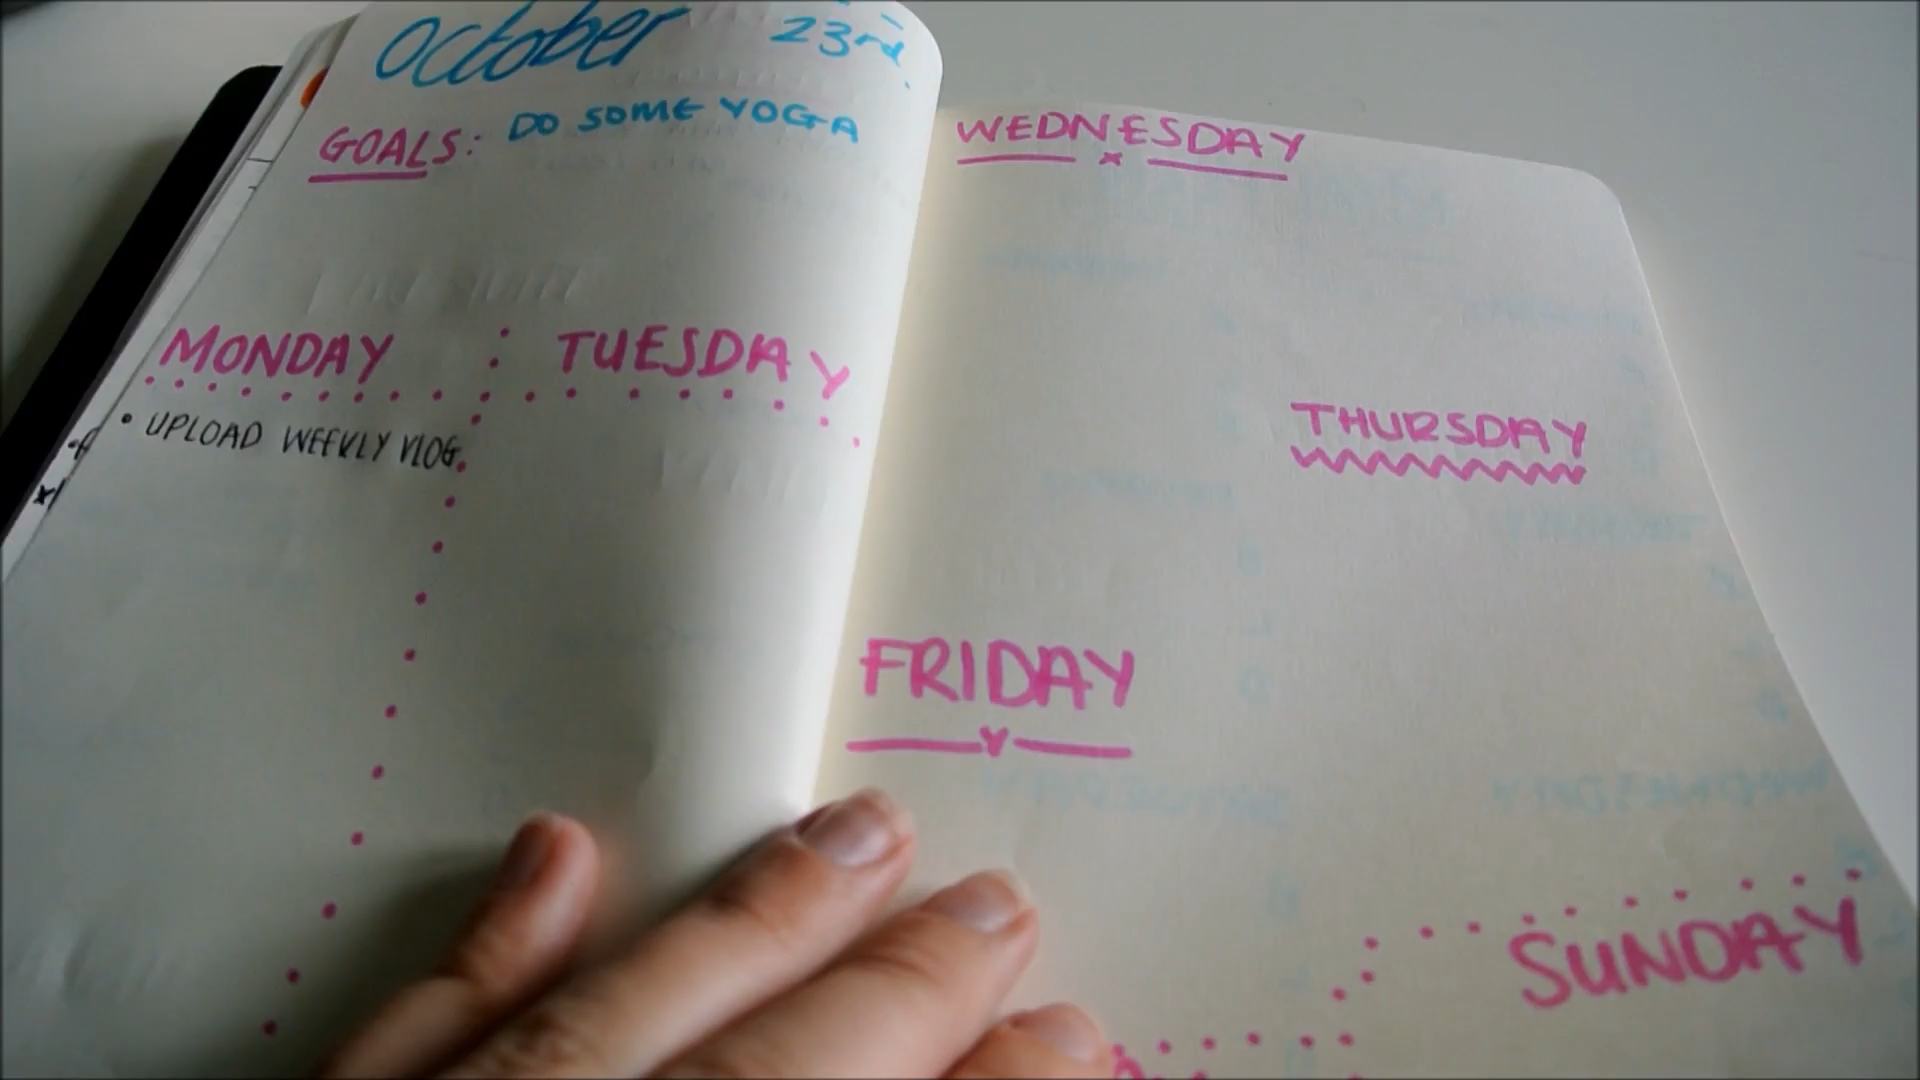 October 23rd.
GOALS: DO SOME YOGA
MONDAY : TUESDAY
• UPLOAD WEEKLY VLOG.
WEDNESDAY
THURSDAY
FRIDAY
SUNDAY